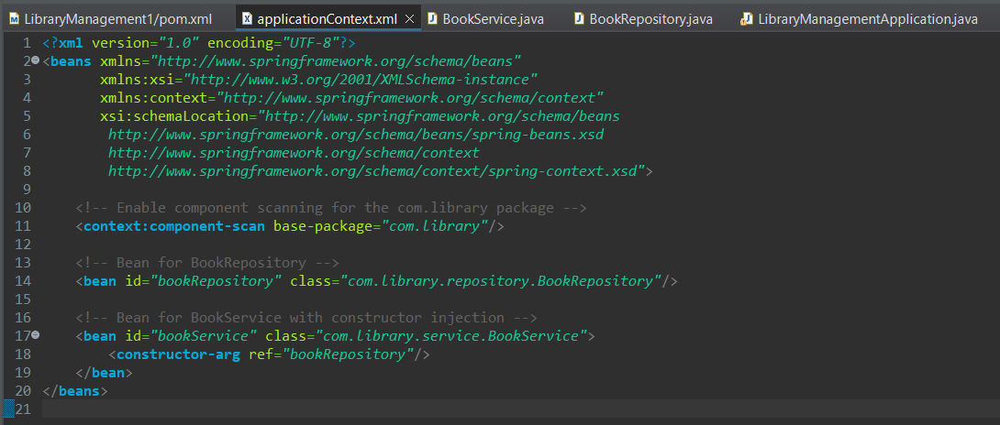 LibraryManagement1/pom.xml applicationContext.xml BookService.java BookRepository.java LibraryManagementApplication.java
1 <?xml version="1.0" encoding="UTF-8"?>
2 <beans xmlns="http://www.springframework.org/schema/beans"
3 xmlns:xsi="http://www.w3.org/2001/XMLSchema-instance"
4 xmlns:context="http://www.springframework.org/schema/context"
5 xsi:schemaLocation="http://www.springframework.org/schema/beans
6 http://www.springframework.org/schema/beans/spring-beans.xsd
7 http://www.springframework.org/schema/context
8 http://www.springframework.org/schema/context/spring-context.xsd">
9
10 <!-- Enable component scanning for the com.library package -->
11 <context:component-scan base-package="com.library"/>
12
13 <!-- Bean for BookRepository -->
14 <bean id="bookRepository" class="com.library.repository.BookRepository"/>
15
16 <!-- Bean for BookService with constructor injection -->
17 <bean id="bookService" class="com.library.service.BookService">
18 <constructor-arg ref="bookRepository"/>
19 </bean>
20 </beans>
21